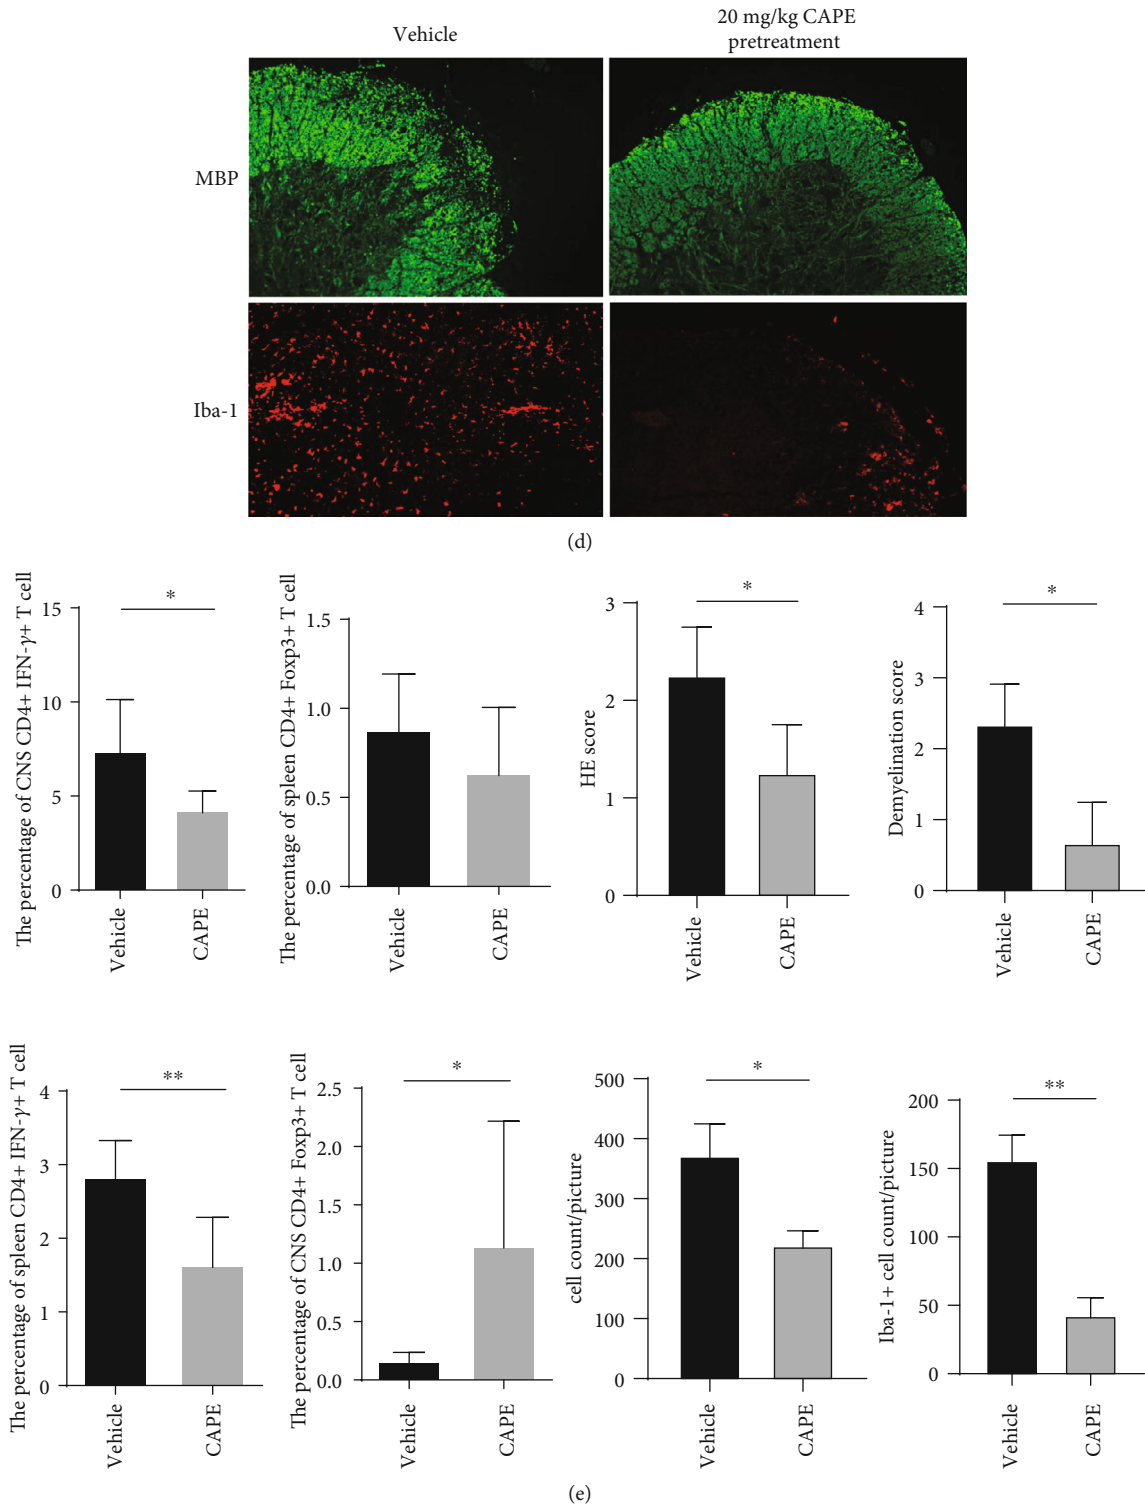 Vehicle
20 mg/kg CAPE
pretreatment
MBP
Iba-1
(d)
The percentage of CNS CD4+ IFN-γ+ T cell
15
10
5
0
*
Vehicle
CAPE
The percentage of spleen CD4+ Foxp3+ T cell
1.5
1.0
0.5
0.0
Vehicle
CAPE
HE score
3
2
1
0
*
Vehicle
CAPE
Demyelination score
4
3
2
1
0
*
Vehicle
CAPE
The percentage of spleen CD4+ IFN-γ+ T cell
4
3
2
1
0
**
Vehicle
CAPE
The percentage of CNS CD4+ Foxp3+ T cell
2.5
2.0
1.5
1.0
0.5
0.0
*
Vehicle
CAPE
cell count/picture
500
400
300
200
100
0
*
Vehicle
CAPE
Iba-1+ cell count/picture
200
150
100
50
0
**
Vehicle
CAPE
(e)